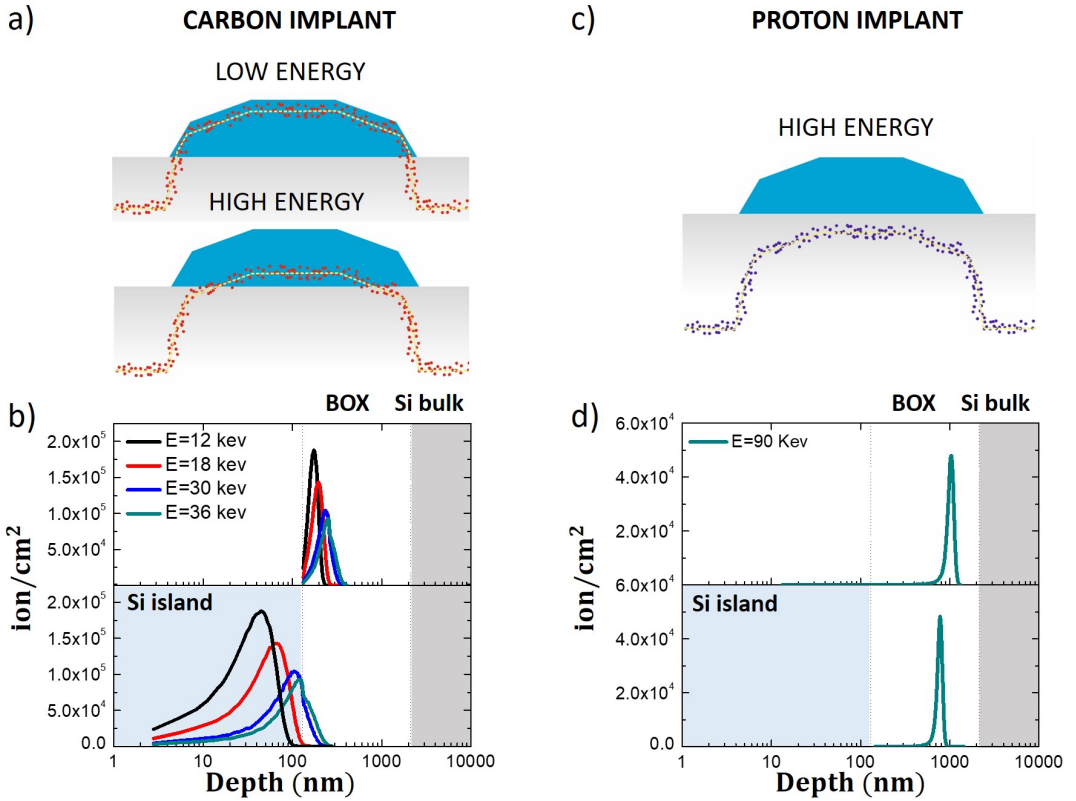 a)
CARBON IMPLANT
LOW ENERGY
HIGH ENERGY
c)
PROTON IMPLANT
HIGH ENERGY
b)
BOX Si bulk
ion/cm²
2.0x10⁵
1.5x10⁵
1.0x10⁵
5.0x10⁴
E=12 kev
E=18 kev
E=30 kev
E=36 kev
Si island
2.0x10⁵
1.5x10⁵
1.0x10⁵
5.0x10⁴
0.0
1 10 100 1000 10000
Depth (nm)
d)
BOX Si bulk
ion/cm²
6.0x10⁴
4.0x10⁴
2.0x10⁴
6.0x10⁴
E=90 Kev
Si island
4.0x10⁴
2.0x10⁴
0.0
1 10 100 1000 10000
Depth (nm)